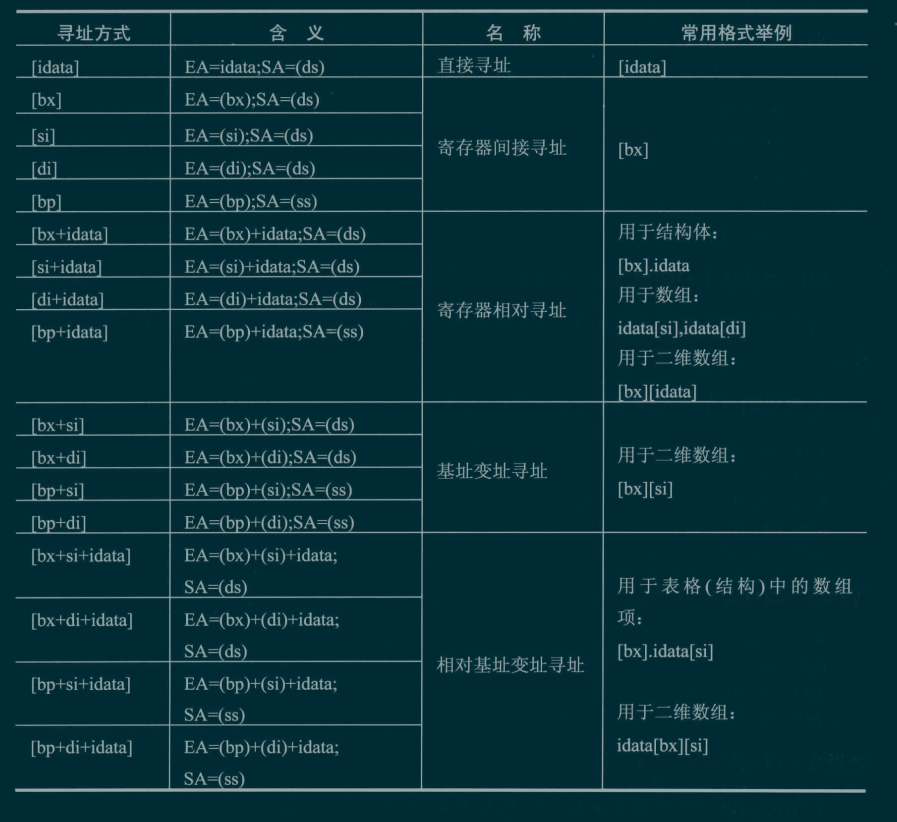 寻址方式 含 义 名 称 常用格式举例
[idata] EA=idata;SA=(ds) 直接寻址 [idata]
[bx] EA=(bx);SA=(ds)
[si] EA=(si);SA=(ds)
寄存器间接寻址 [bx]
[di] EA=(di);SA=(ds)
[bp] EA=(bp);SA=(ss)
[bx+idata] EA=(bx)+idata;SA=(ds) 用于结构体:
[si+idata] EA=(si)+idata;SA=(ds) [bx].idata
[di+idata] EA=(di)+idata;SA=(ds) 用于数组:
寄存器相对寻址
[bp+idata] EA=(bp)+idata;SA=(ss) idata[si],idata[di]
用于二维数组:
[bx][idata]
[bx+si] EA=(bx)+(si);SA=(ds)
[bx+di] EA=(bx)+(di);SA=(ds) 用于二维数组:
基址变址寻址
[bp+si] EA=(bp)+(si);SA=(ss) [bx][si]
[bp+di] EA=(bp)+(di);SA=(ss)
[bx+si+idata] EA=(bx)+(si)+idata;
SA=(ds) 用于表格(结构)中的数组
[bx+di+idata] EA=(bx)+(di)+idata; 项:
SA=(ds) [bx].idata[si]
相对基址变址寻址
[bp+si+idata] EA=(bp)+(si)+idata;
SA=(ss) 用于二维数组:
[bp+di+idata] EA=(bp)+(di)+idata; idata[bx][si]
SA=(ss)